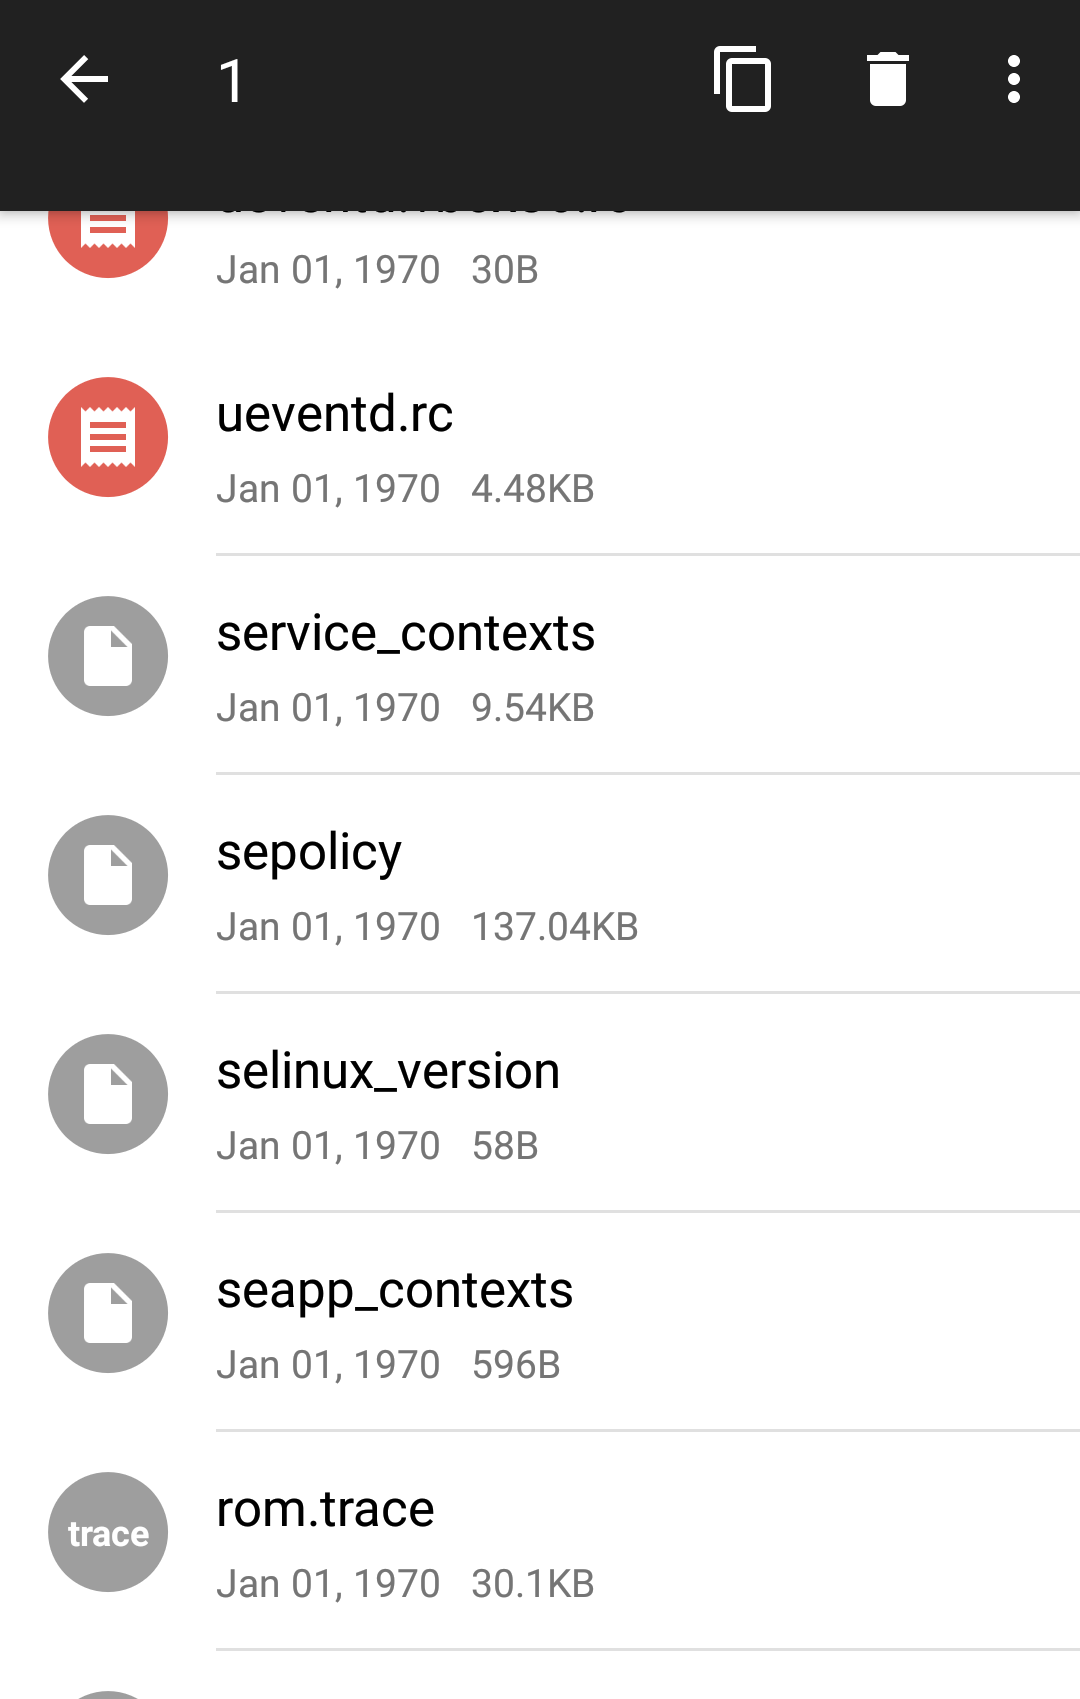 1
Jan 01, 1970 30B
ueventd.rc
Jan 01, 1970 4.48KB
service_contexts
Jan 01, 1970 9.54KB
sepolicy
Jan 01, 1970 137.04KB
selinux_version
Jan 01, 1970 58B
seapp_contexts
Jan 01, 1970 596B
trace
rom.trace
Jan 01, 1970 30.1KB